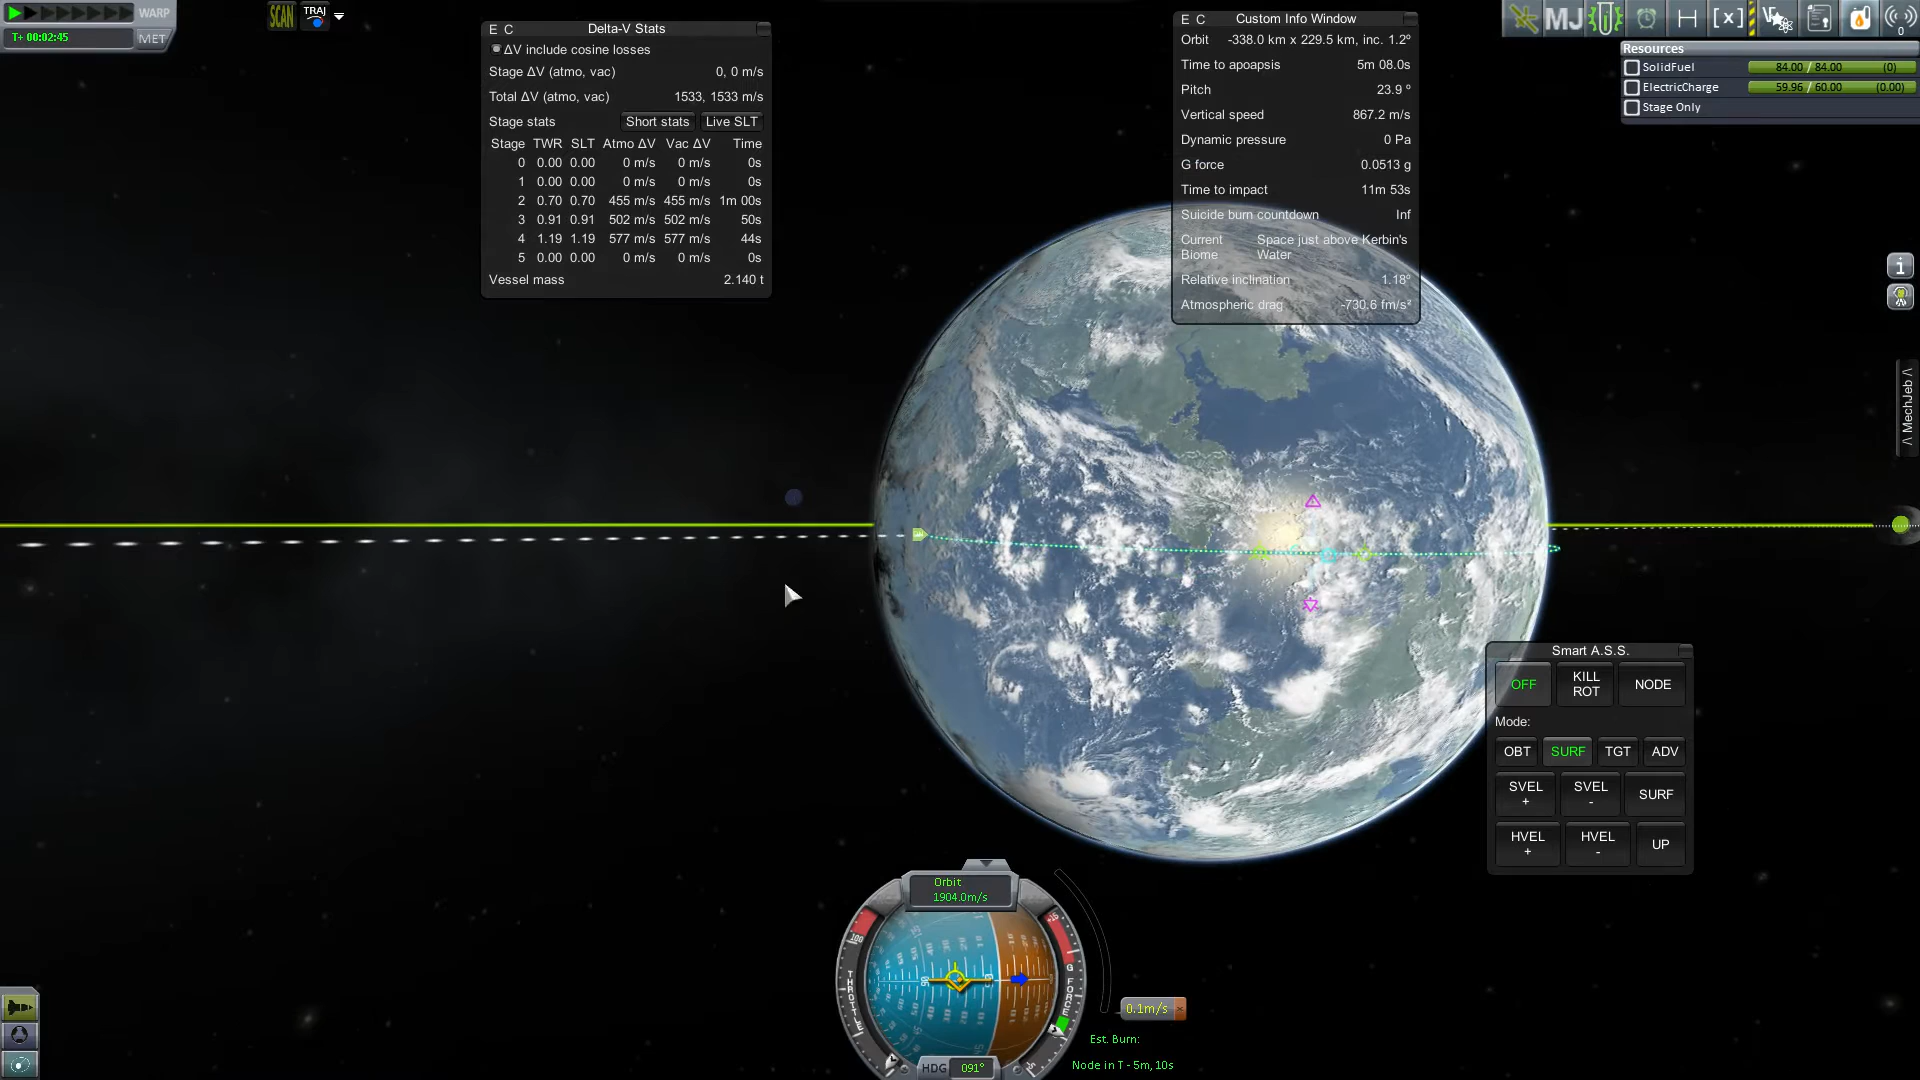 WARP
T+ 00:02:45
MET
SCAN
TRAJ
E C Delta-V Stats
ΔV include cosine losses
Stage ΔV (atmo, vac) 0, 0 m/s
Total ΔV (atmo, vac) 1533, 1533 m/s
Stage stats Short stats Live SLT
Stage TWR SLT Atmo ΔV Vac ΔV Time
0 0.00 0.00 0 m/s 0 m/s 0s
1 0.00 0.00 0 m/s 0 m/s 0s
2 0.70 0.70 455 m/s 455 m/s 1m 00s
3 0.91 0.91 502 m/s 502 m/s 50s
4 1.19 1.19 577 m/s 577 m/s 44s
5 0.00 0.00 0 m/s 0 m/s 0s
Vessel mass 2.140 t
E C Custom Info Window
Orbit -338.0 km x 229.5 km, inc. 1.2º
Time to apoapsis 5m 08.0s
Pitch 23.9 º
Vertical speed 867.2 m/s
Dynamic pressure 0 Pa
G force 0.0513 g
Time to impact 11m 53s
Suicide burn countdown Inf
Current Space just above Kerbin's
Biome Water
Relative inclination 1.18º
Atmospheric drag -730.6 fm/s²
MJ
[x]
0
Resources
SolidFuel 84.00 / 84.00 (0)
ElectricCharge 59.96 / 60.00 (0.00)
Stage Only
/\ MechJeb /\
Smart A.S.S.
OFF KILL ROT NODE
Mode:
OBT SURF TGT ADV
SVEL + SVEL - SURF
HVEL + HVEL - UP
Orbit
1904.0m/s
THROTTLE
100
G FORCE
+15
HDG 091°
0.1m/s ×
Est. Burn:
Node in T - 5m, 10s